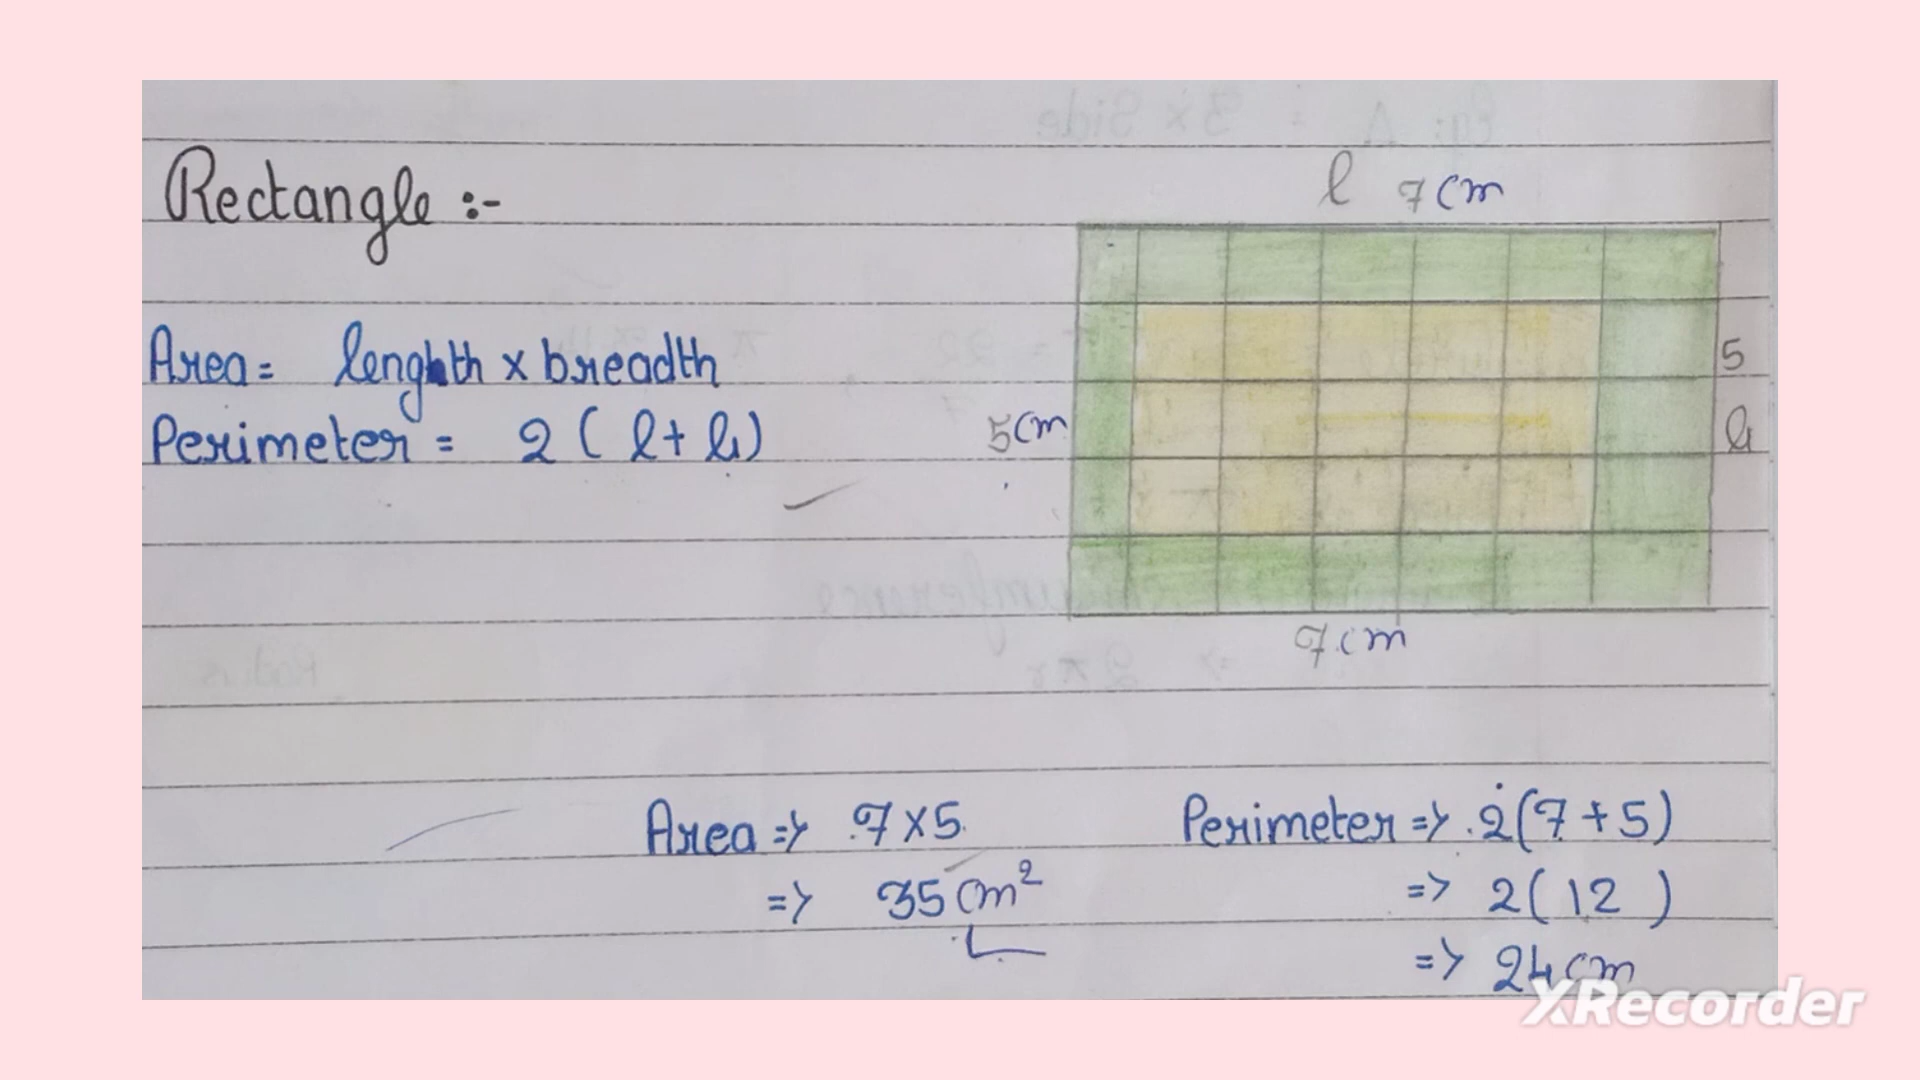 Rectangle :-
l 7 cm
Area = lenghth x breadth
5
Perimeter = 2 ( l + b )
5cm
b
7 cm
Area => 7 x 5
Perimeter => 2 (7 + 5)
=> 35 cm²
=> 2 ( 12 )
=> 24 cm
XRecorder